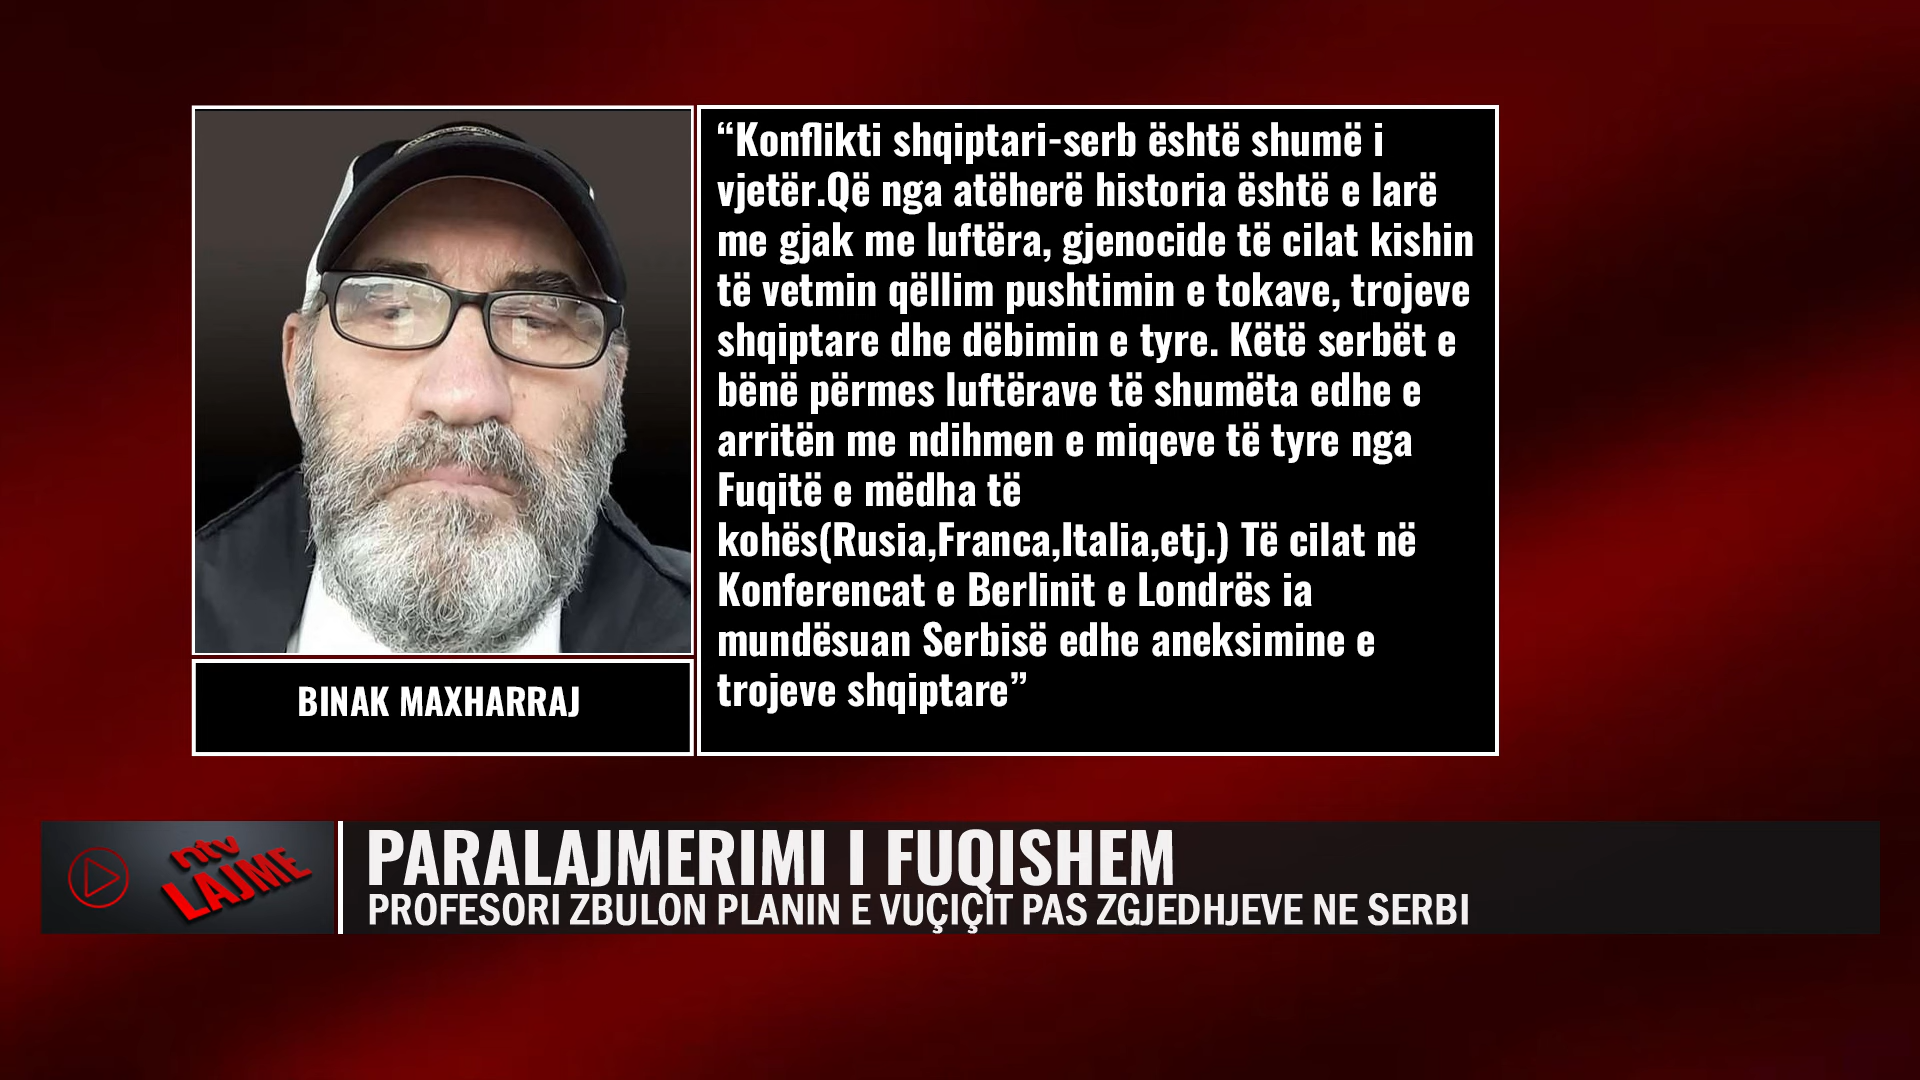 “Konflikti shqiptari-serb është shumë i
vjetër.Që nga atëherë historia është e larë
me gjak me luftëra, gjenocide të cilat kishin
të vetmin qëllim pushtimin e tokave, trojeve
shqiptare dhe dëbimin e tyre. Këtë serbët e
bënë përmes luftërave të shumëta edhe e
arritën me ndihmen e miqeve të tyre nga
Fuqitë e mëdha të
kohës(Rusia,Franca,Italia,etj.) Të cilat në
Konferencat e Berlinit e Londrës ia
mundësuan Serbisë edhe aneksimine e
trojeve shqiptare”
BINAK MAXHARRAJ
ntv
LAJME
PARALAJMERIMI I FUQISHEM
PROFESORI ZBULON PLANIN E VUÇIÇIT PAS ZGJEDHJEVE NE SERBI